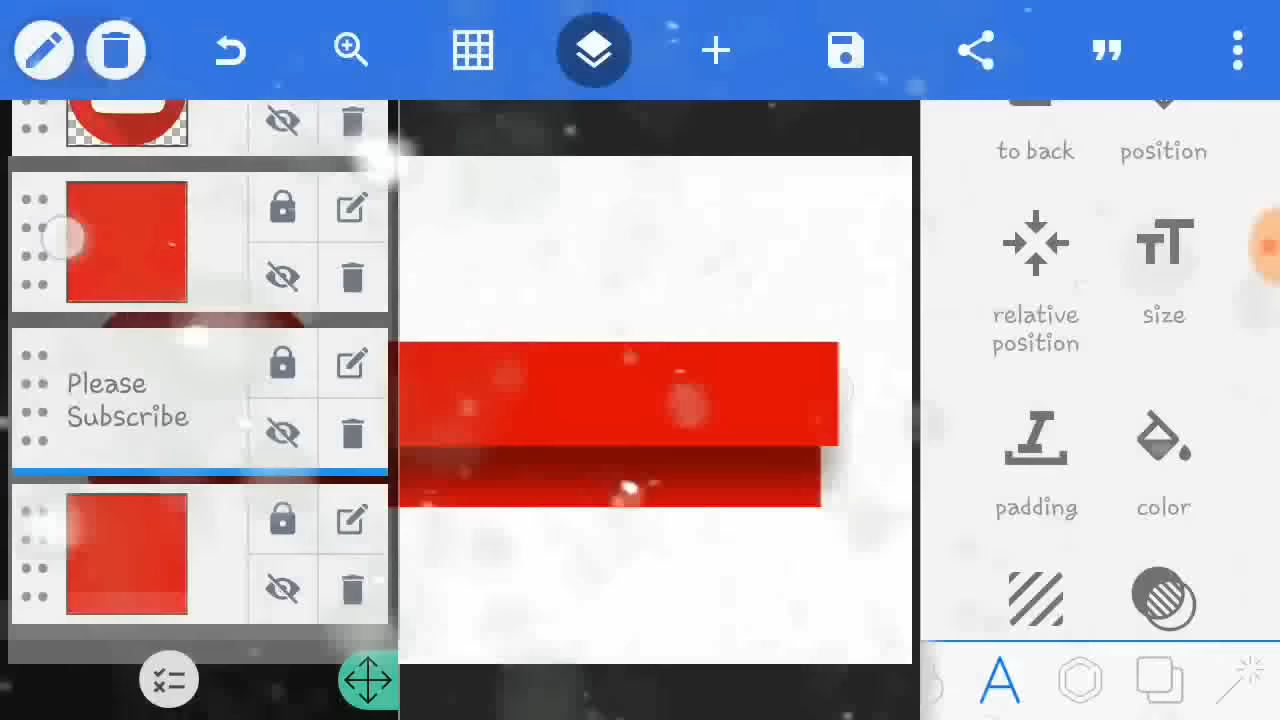 to back
position
relative
position
size
Please
Subscribe
padding
color